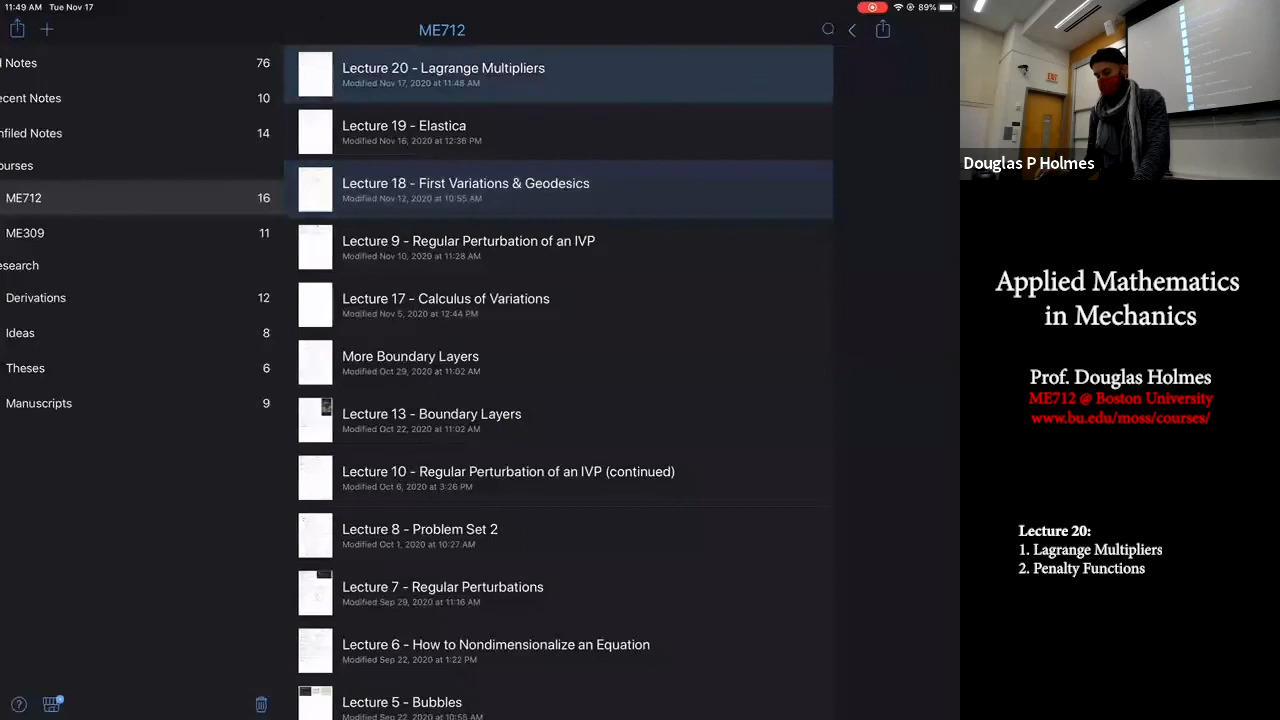 11:49 AM Tue Nov 17
89%
ME712
l Notes 76
ecent Notes 10
nfiled Notes 14
ourses
ME712 16
ME309 11
esearch
Derivations 12
Ideas 8
Theses 6
Manuscripts 9
Lecture 20 - Lagrange Multipliers
Modified Nov 17, 2020 at 11:46 AM
Lecture 19 - Elastica
Modified Nov 16, 2020 at 12:36 PM
Lecture 18 - First Variations & Geodesics
Modified Nov 12, 2020 at 10:55 AM
Lecture 9 - Regular Perturbation of an IVP
Modified Nov 10, 2020 at 11:28 AM
Lecture 17 - Calculus of Variations
Modified Nov 5, 2020 at 12:44 PM
More Boundary Layers
Modified Oct 29, 2020 at 11:02 AM
Lecture 13 - Boundary Layers
Modified Oct 22, 2020 at 11:02 AM
Lecture 10 - Regular Perturbation of an IVP (continued)
Modified Oct 6, 2020 at 3:26 PM
Lecture 8 - Problem Set 2
Modified Oct 1, 2020 at 10:27 AM
Lecture 7 - Regular Perturbations
Modified Sep 29, 2020 at 11:16 AM
Lecture 6 - How to Nondimensionalize an Equation
Modified Sep 22, 2020 at 1:22 PM
Lecture 5 - Bubbles
Modified Sep 22, 2020 at 10:55 AM
EXIT
Douglas P Holmes
Applied Mathematics
in Mechanics
Prof. Douglas Holmes
ME712 @ Boston University
www.bu.edu/moss/courses/
Lecture 20:
1. Lagrange Multipliers
2. Penalty Functions